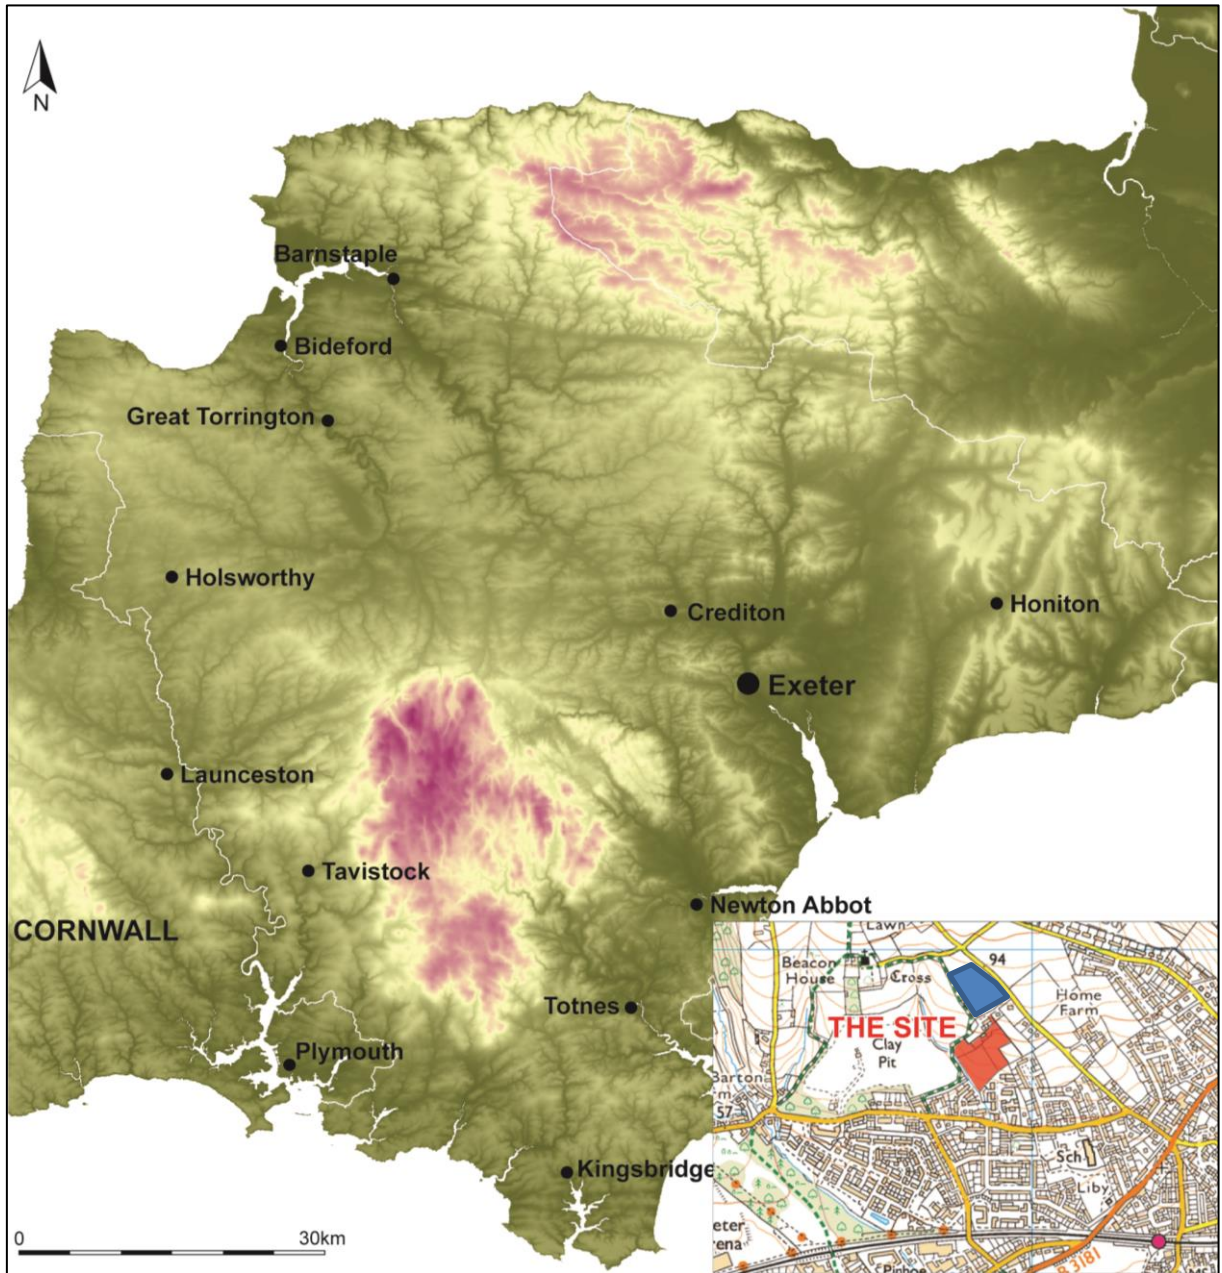 N
Barnstaple
Bideford
Great Torrington
Holsworthy
Crediton
Honiton
Exeter
Launceston
Tavistock
Newton Abbot
CORNWALL
Lawn
Beacon
House
Cross
94
Home
Farm
THE SITE
Clay
Pit
Totnes
Plymouth
Barton
57
Sch
Liby
Kingsbridge
Pinhoe
B 3181
0
30km